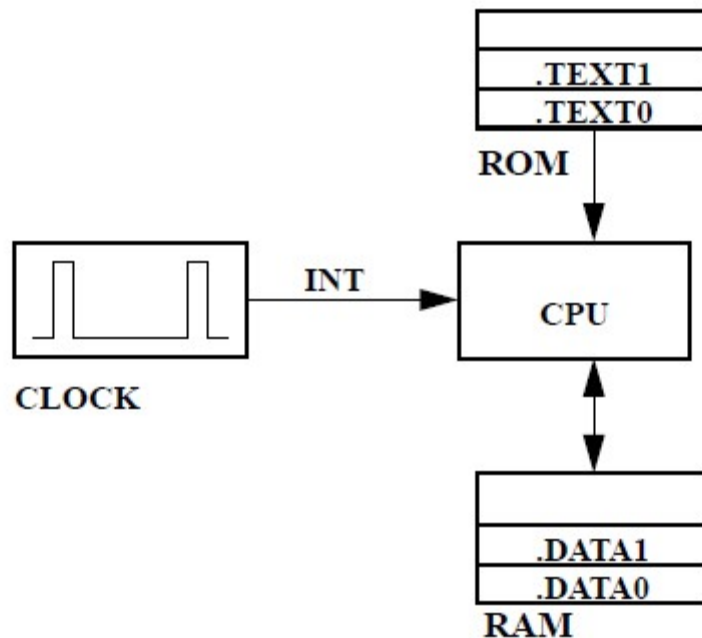 .TEXT1
.TEXT0
ROM
INT
CPU
CLOCK
.DATA1
.DATA0
RAM